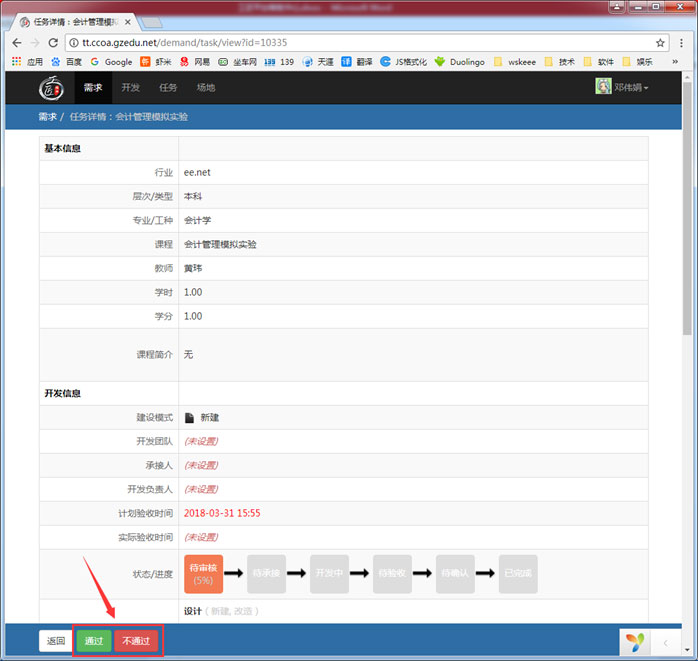 任务详情：会计管理模拟
tt.ccoa.gzedu.net/demand/task/view?id=10335
应用 百度 Google 虾米 网易 坐车网 139 139 天涯 译 翻译 JS格式化 Duolingo wskeee 技术 软件 娱乐 »
需求 开发 任务 场地 邓伟娟
需求 / 任务详情：会计管理模拟实验
基本信息
行业 ee.net
层次/类型 本科
专业/工种 会计学
课程 会计管理模拟实验
教师 黄玮
学时 1.00
学分 1.00
课程简介 无
开发信息
建设模式 新建
开发团队 (未设置)
承接人 (未设置)
开发负责人 (未设置)
计划验收时间 2018-03-31 15:55
实际验收时间 (未设置)
状态/进度 待审核 (5%) 待承接 开发中 待验收 待确认 已完成
设计 ( 新建, 改造 )
返回 通过 不通过